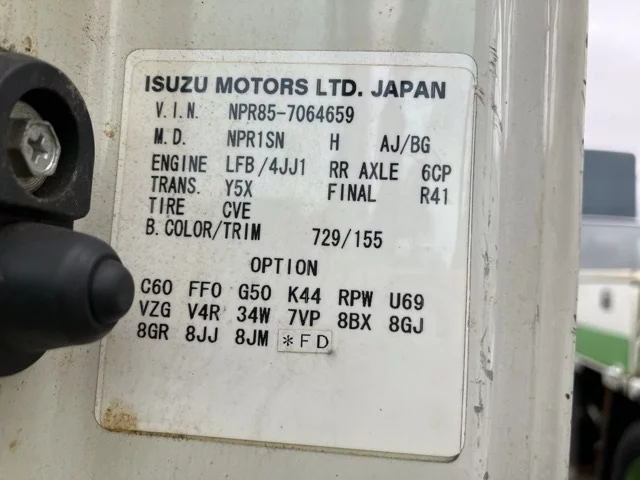 ISUZU MOTORS LTD. JAPAN
V.I.N. NPR85-7064659
M.D. NPR1SN H AJ/BG
ENGINE LFB/4JJ1 RR AXLE 6CP
TRANS. Y5X FINAL R41
TIRE CVE
B.COLOR/TRIM 729/155
OPTION
C60 FF0 G50 K44 RPW U69
VZG V4R 34W 7VP 8BX 8GJ
8GR 8JJ 8JM *FD